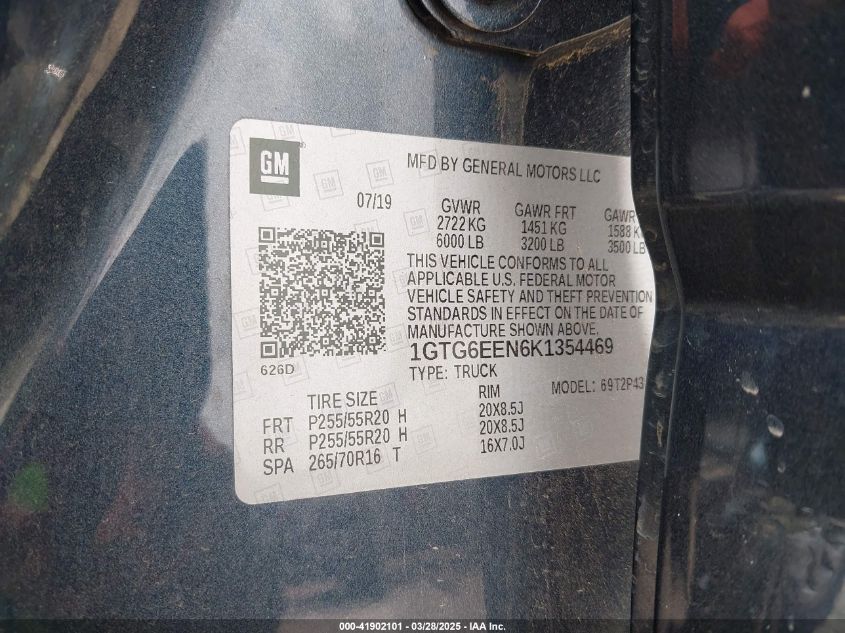 GM
MFD BY GENERAL MOTORS LLC
07/19
GVWR GAWR FRT GAWR
2722 KG 1451 KG 1588 K
6000 LB 3200 LB 3500 LB
THIS VEHICLE CONFORMS TO ALL
APPLICABLE U.S. FEDERAL MOTOR
VEHICLE SAFETY AND THEFT PREVENTION
STANDARDS IN EFFECT ON THE DATE OF
MANUFACTURE SHOWN ABOVE.
1GTG6EEN6K1354469
626D
TYPE: TRUCK
MODEL: 69T2P43
TIRE SIZE RIM
FRT P255/55R20 H 20X8.5J
RR P255/55R20 H 20X8.5J
SPA 265/70R16 T 16X7.0J
000-41902101 - 03/28/2025 - IAA Inc.